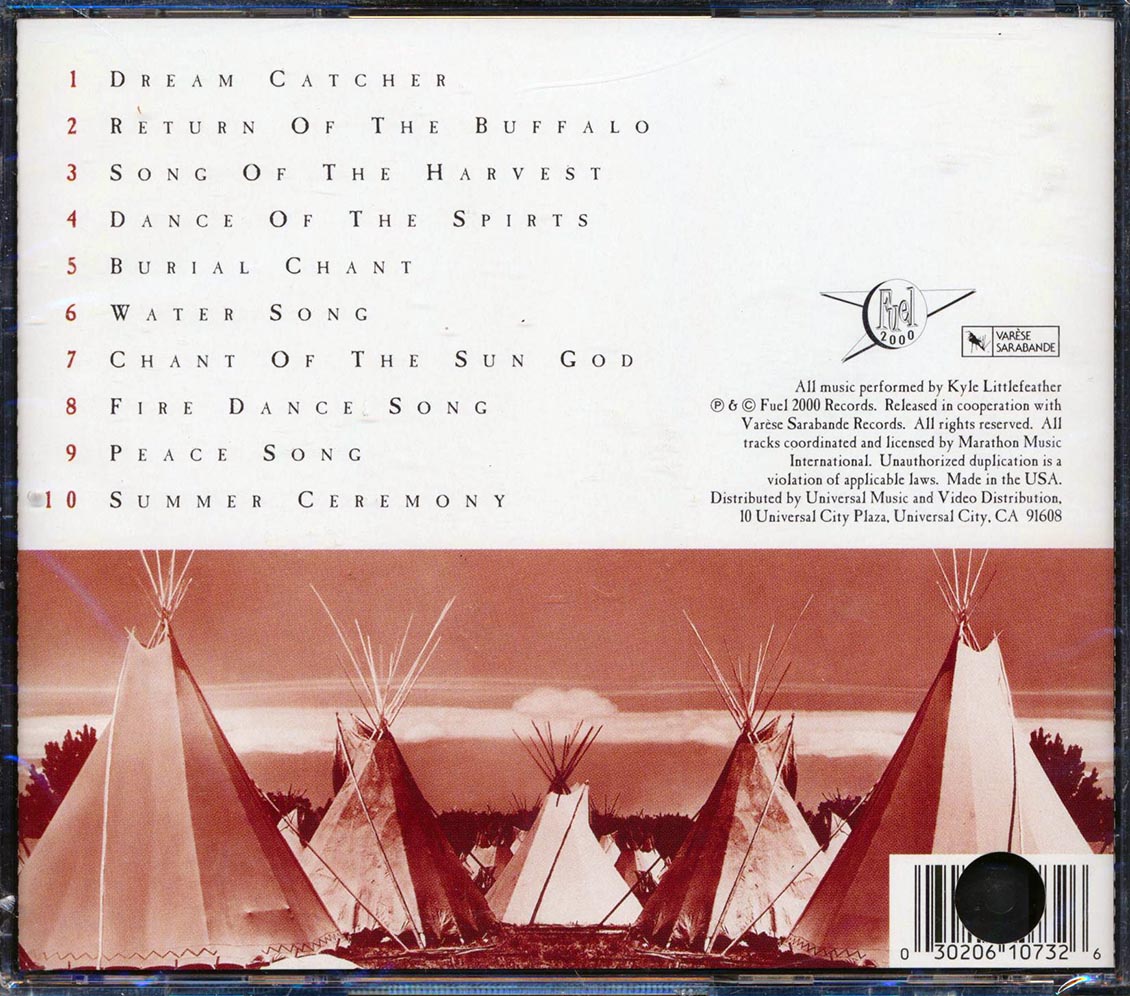 1 DREAM CATCHER
2 RETURN OF THE BUFFALO
3 SONG OF THE HARVEST
4 DANCE OF THE SPIRTS
5 BURIAL CHANT
6 WATER SONG
7 CHANT OF THE SUN GOD
8 FIRE DANCE SONG
9 PEACE SONG
10 SUMMER CEREMONY
Fuel
2000
VARÈSE
SARABANDE
All music performed by Kyle Littlefeather
℗ & © Fuel 2000 Records. Released in cooperation with
Varèse Sarabande Records. All rights reserved. All
tracks coordinated and licensed by Marathon Music
International. Unauthorized duplication is a
violation of applicable laws. Made in the USA.
Distributed by Universal Music and Video Distribution,
10 Universal City Plaza, Universal City, CA 91608
0 30206 10732 6